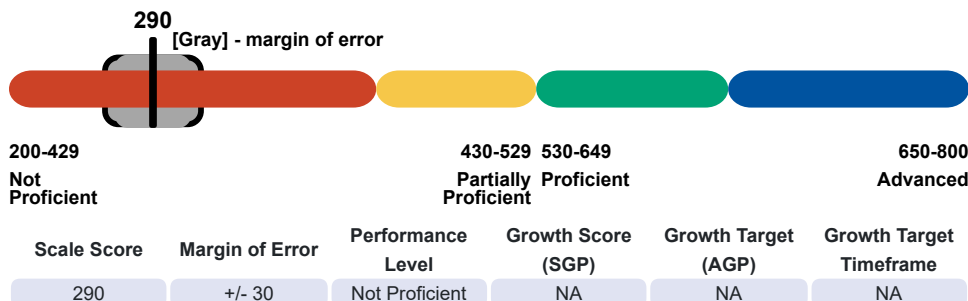 290
[Gray] - margin of error
200-429 430-529 530-649 650-800
Not Partially Proficient Advanced
Proficient Proficient
Scale Score Margin of Error Performance Level Growth Score (SGP) Growth Target (AGP) Growth Target Timeframe
290 +/- 30 Not Proficient NA NA NA